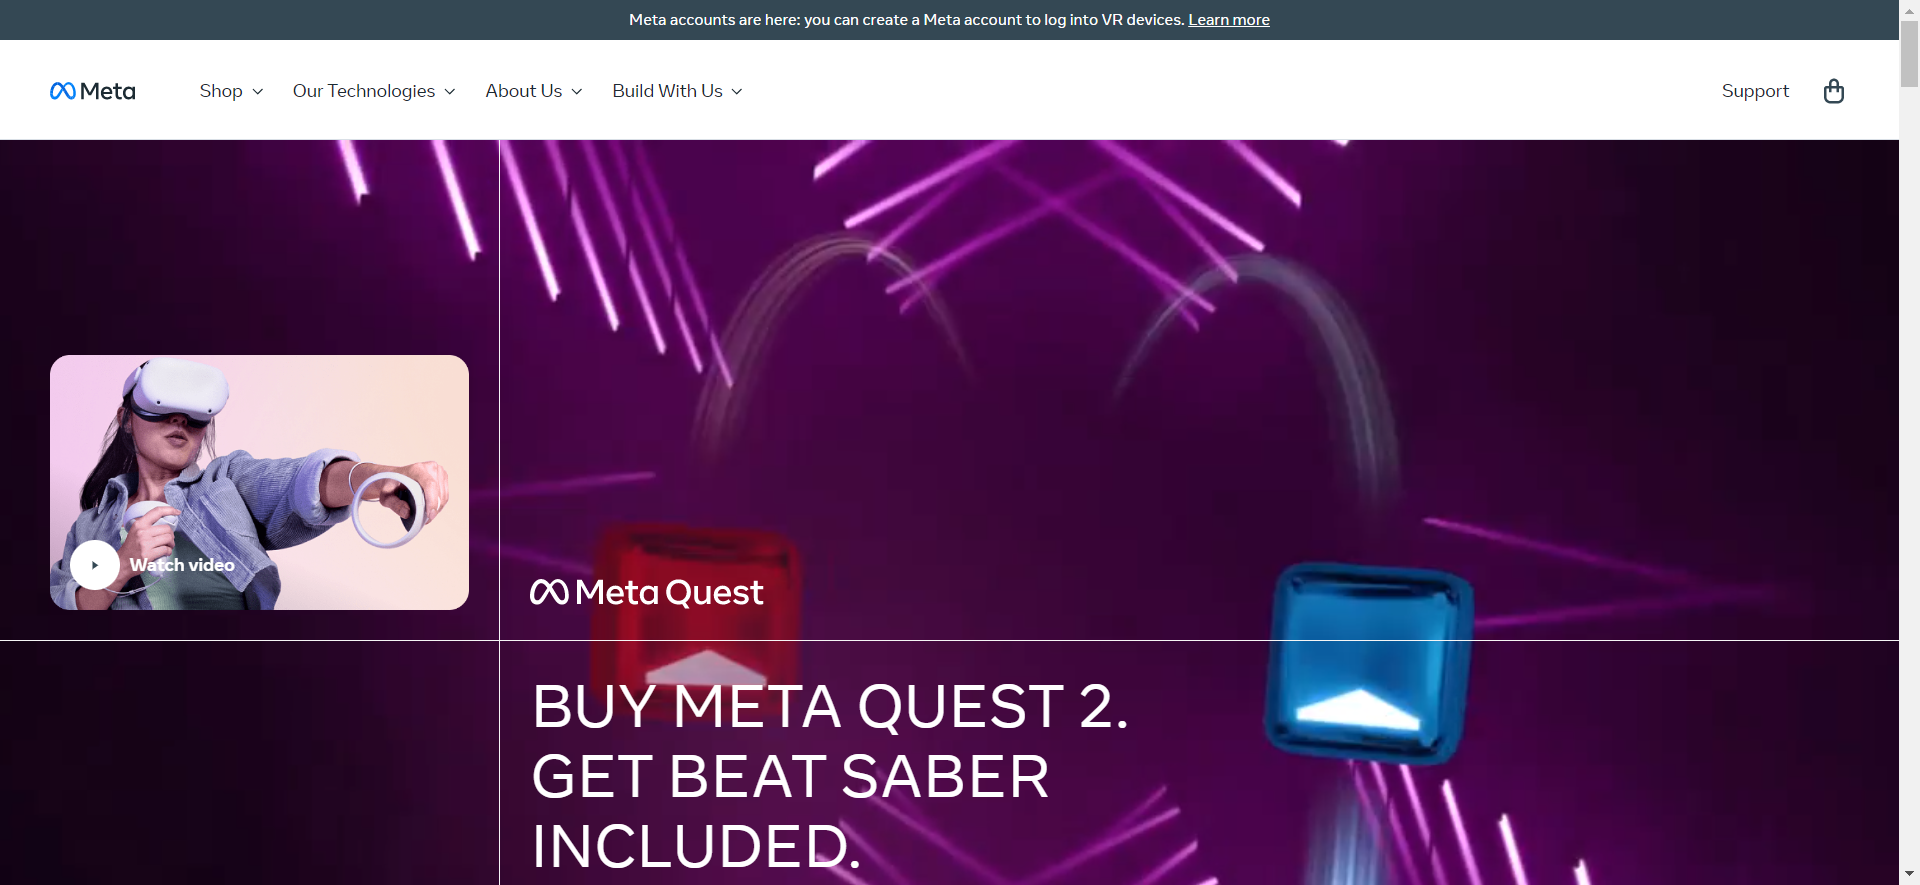 Meta accounts are here: you can create a Meta account to log into VR devices. Learn more
Meta
Shop
Our Technologies
About Us
Build With Us
Support
Watch video
Meta Quest
BUY META QUEST 2.
GET BEAT SABER
INCLUDED.